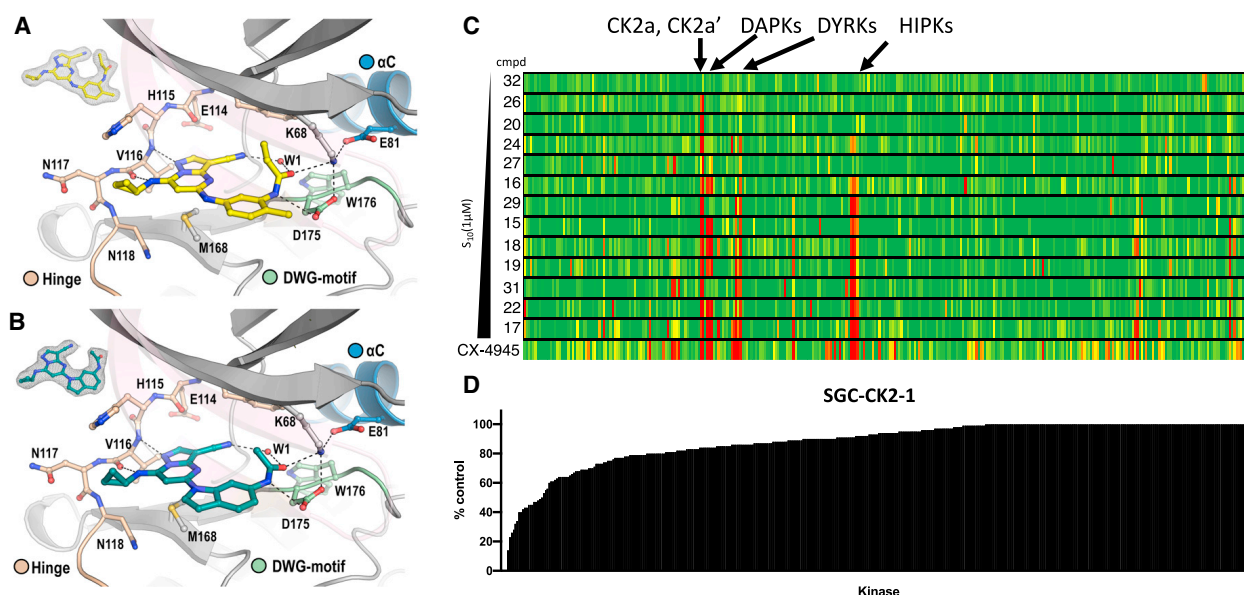 A
αC
H115
E114
K68
E81
N117
V116
W1
W176
M168
D175
N118
Hinge
DWG-motif
B
αC
H115
E114
K68
E81
N117
V116
W1
W176
M168
D175
N118
Hinge
DWG-motif
C
CK2a, CK2a’ DAPKs DYRKs HIPKs
cmpd
32
26
20
24
27
16
29
15
18
19
31
22
17
CX-4945
S10(1µM)
D
SGC-CK2-1
% control
100
80
60
40
20
0
Kinase